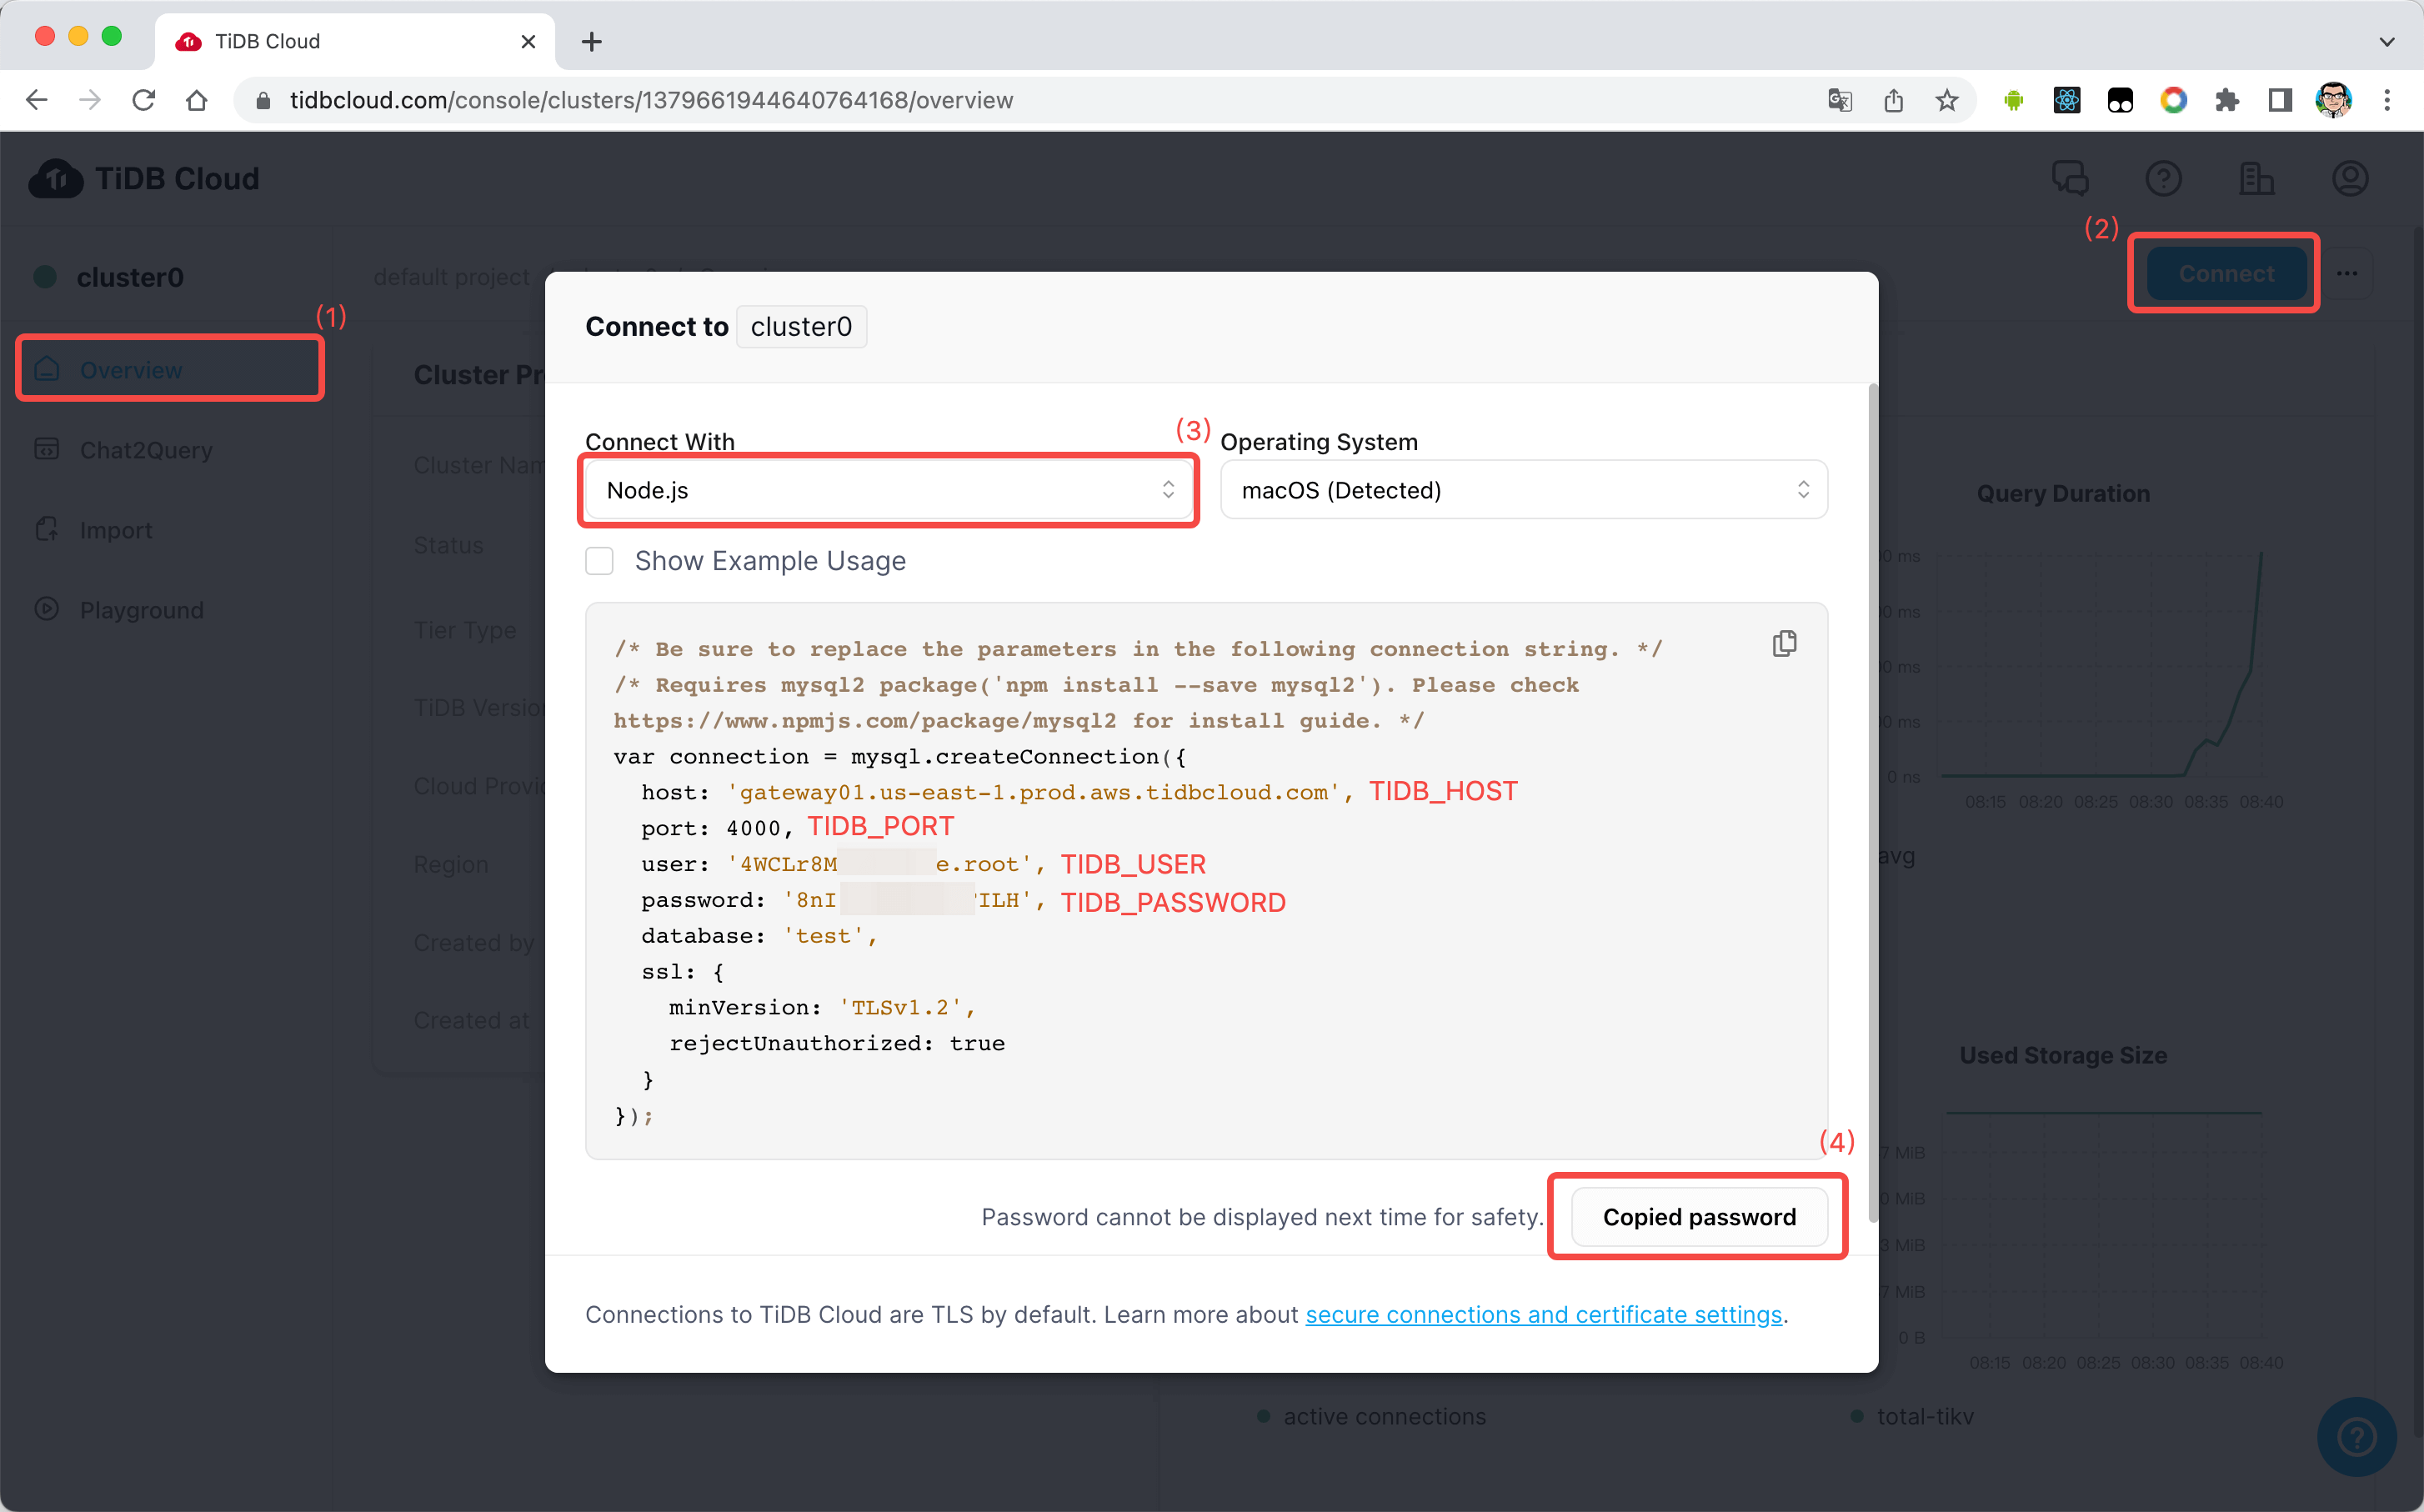 TiDB Cloud
tidbcloud.com/console/clusters/1379661944640764168/overview
TiDB Cloud
(2)
cluster0
default project
Connect
...
(1)
Overview
Chat2Query
Import
Playground
Cluster Pr
Cluster Nam
Status
Tier Type
TiDB Version
Cloud Provid
Region
Created by
Created at
Connect to cluster0
Connect With
(3)
Operating System
Node.js
macOS (Detected)
Show Example Usage
/* Be sure to replace the parameters in the following connection string. */
/* Requires mysql2 package('npm install --save mysql2'). Please check
https://www.npmjs.com/package/mysql2 for install guide. */
var connection = mysql.createConnection({
host: 'gateway01.us-east-1.prod.aws.tidbcloud.com', TIDB_HOST
port: 4000, TIDB_PORT
user: '4WCLr8M e.root', TIDB_USER
password: '8nI ILH', TIDB_PASSWORD
database: 'test',
ssl: {
minVersion: 'TLSv1.2',
rejectUnauthorized: true
}
});
(4)
Password cannot be displayed next time for safety.
Copied password
Connections to TiDB Cloud are TLS by default. Learn more about secure connections and certificate settings.
Query Duration
0 ms
0 ms
0 ms
0 ms
0 ns
08:15 08:20 08:25 08:30 08:35 08:40
avg
Used Storage Size
7 MiB
0 MiB
3 MiB
7 MiB
0 B
08:15 08:20 08:25 08:30 08:35 08:40
active connections
total-tikv